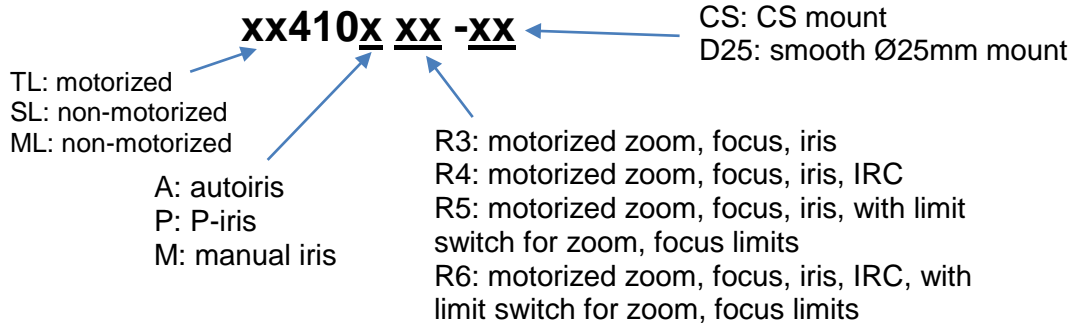 xx410x xx -xx
CS: CS mount
D25: smooth Ø25mm mount
TL: motorized
SL: non-motorized
ML: non-motorized
A: autoiris
P: P-iris
M: manual iris
R3: motorized zoom, focus, iris
R4: motorized zoom, focus, iris, IRC
R5: motorized zoom, focus, iris, with limit
switch for zoom, focus limits
R6: motorized zoom, focus, iris, IRC, with
limit switch for zoom, focus limits